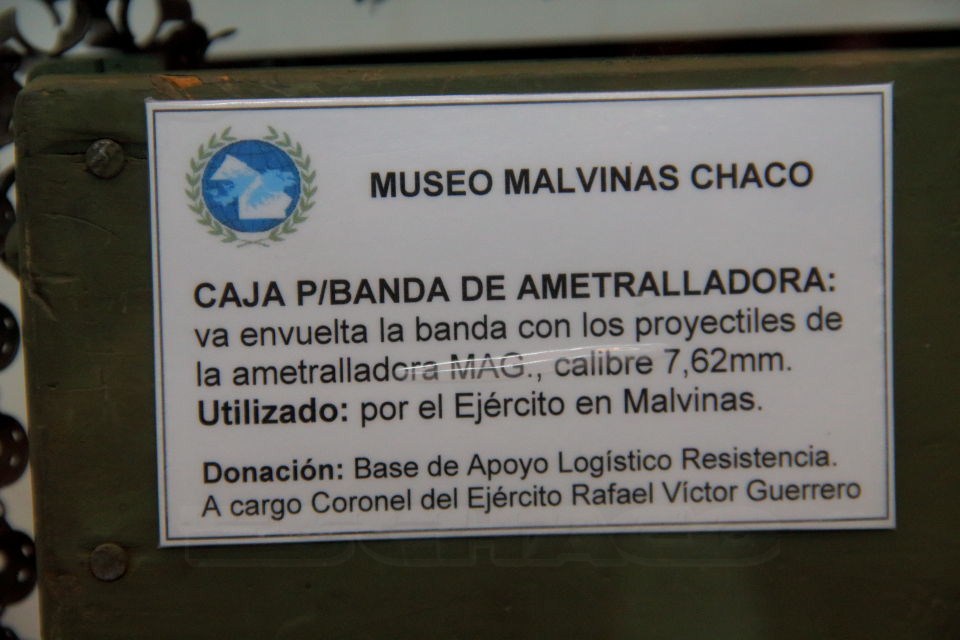 MUSEO MALVINAS CHACO
CAJA P/BANDA DE AMETRALLADORA:
va envuelta la banda con los proyectiles de
la ametralladora MAG., calibre 7,62mm.
Utilizado: por el Ejército en Malvinas.
Donación: Base de Apoyo Logístico Resistencia.
A cargo Coronel del Ejército Rafael Víctor Guerrero